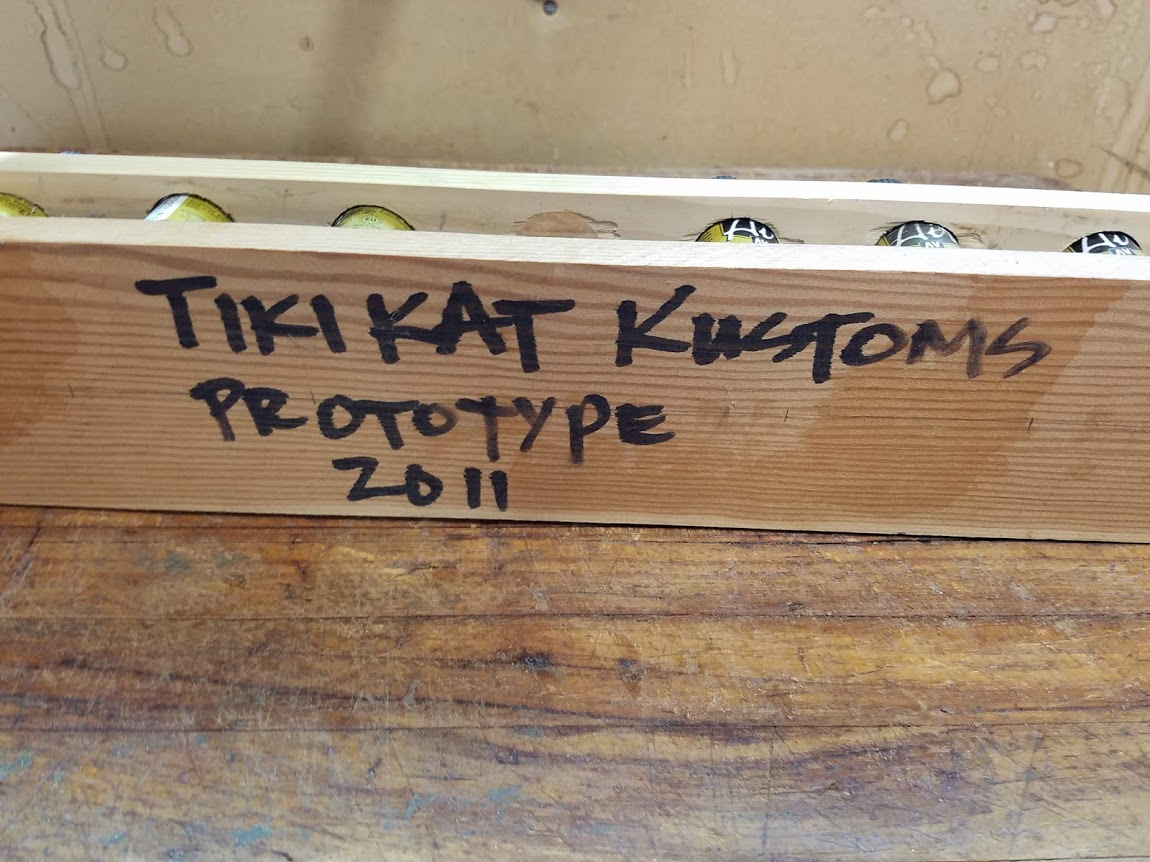 TIKI KAT KUSTOMS
PROTOTYPE
2011